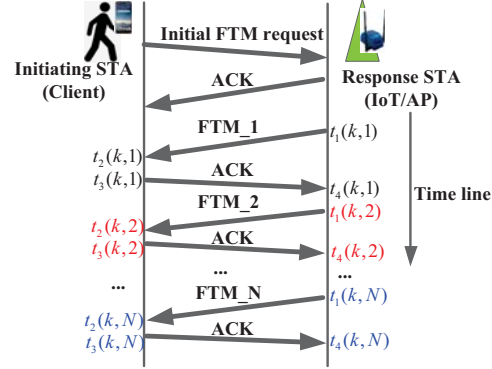 Initial FTM request
Initiating STA
(Client)
Response STA
(IoT/AP)
ACK
FTM_1
t₁(k,1)
t₂(k,1)
t₃(k,1)
ACK
t₄(k,1)
Time line
FTM_2
t₁(k,2)
t₂(k,2)
t₃(k,2)
ACK
t₄(k,2)
...
...
...
FTM_N
t₁(k,N)
t₂(k,N)
t₃(k,N)
ACK
t₄(k,N)